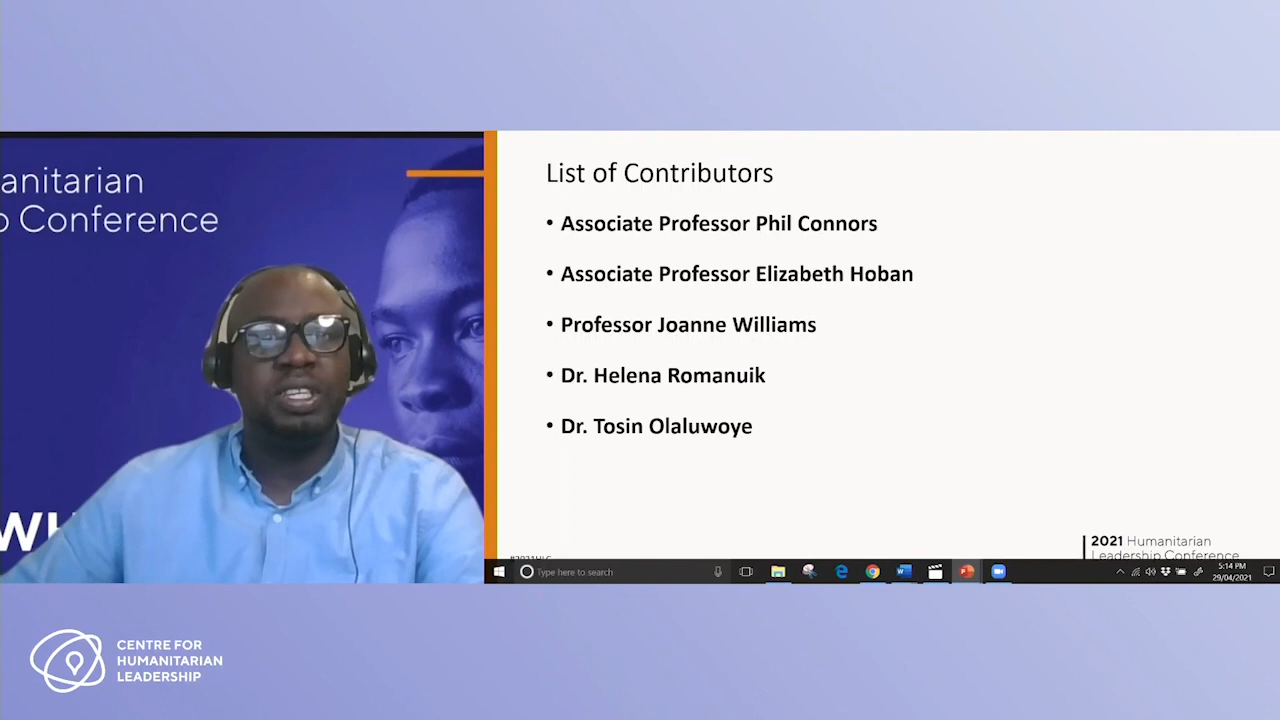 anitarian
Conference
List of Contributors
• Associate Professor Phil Connors
• Associate Professor Elizabeth Hoban
• Professor Joanne Williams
• Dr. Helena Romanuik
• Dr. Tosin Olaluwoye
2021 Humanitarian
Leadership Conference
#2021HLC
Type here to search
5:14 PM
29/04/2021
CENTRE FOR
HUMANITARIAN
LEADERSHIP